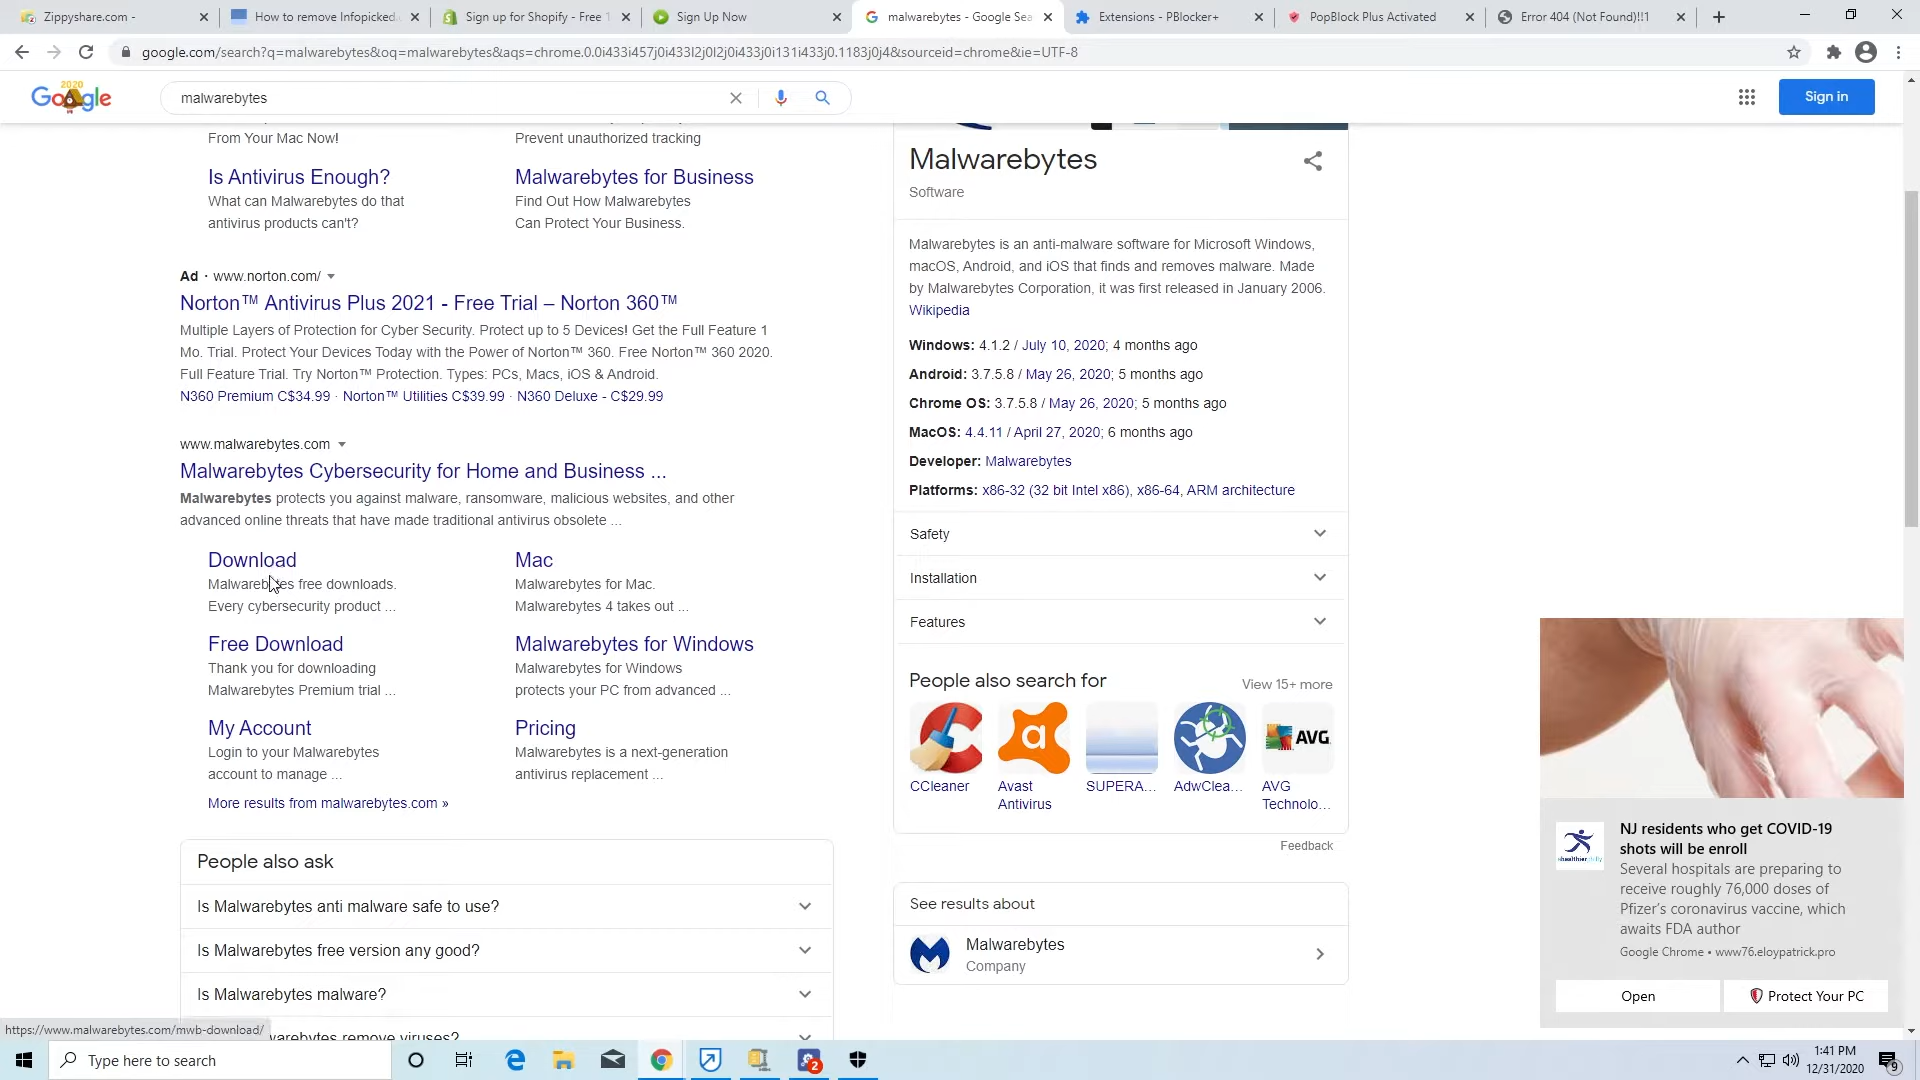 Zippyshare.com -
How to remove Infopicked.
Sign up for Shopify - Free 1
Sign Up Now
malwarebytes - Google Sea
Extensions - PBlocker+
PopBlock Plus Activated
Error 404 (Not Found)!!1
google.com/search?q=malwarebytes&oq=malwarebytes&aqs=chrome.0.0i433i457j0i433l2j0l2j0i433j0i131i433j0.1183j0j4&sourceid=chrome&ie=UTF-8
2020
Google
malwarebytes
Sign in
From Your Mac Now!
Prevent unauthorized tracking
Is Antivirus Enough?
What can Malwarebytes do that
antivirus products can't?
Malwarebytes for Business
Find Out How Malwarebytes
Can Protect Your Business.
Ad · www.norton.com/
Norton™ Antivirus Plus 2021 - Free Trial – Norton 360™
Multiple Layers of Protection for Cyber Security. Protect up to 5 Devices! Get the Full Feature 1
Mo. Trial. Protect Your Devices Today with the Power of Norton™ 360. Free Norton™ 360 2020.
Full Feature Trial. Try Norton™ Protection. Types: PCs, Macs, iOS & Android.
N360 Premium C$34.99 · Norton™ Utilities C$39.99 · N360 Deluxe - C$29.99
www.malwarebytes.com
Malwarebytes Cybersecurity for Home and Business ...
Malwarebytes protects you against malware, ransomware, malicious websites, and other
advanced online threats that have made traditional antivirus obsolete ...
Download
Malwarebytes free downloads.
Every cybersecurity product ...
Mac
Malwarebytes for Mac.
Malwarebytes 4 takes out ...
Free Download
Thank you for downloading
Malwarebytes Premium trial ...
Malwarebytes for Windows
Malwarebytes for Windows
protects your PC from advanced ...
My Account
Login to your Malwarebytes
account to manage ...
Pricing
Malwarebytes is a next-generation
antivirus replacement ...
More results from malwarebytes.com »
People also ask
Is Malwarebytes anti malware safe to use?
Is Malwarebytes free version any good?
Is Malwarebytes malware?
warebytes remove viruses?
https://www.malwarebytes.com/mwb-download/
Malwarebytes
Software
Malwarebytes is an anti-malware software for Microsoft Windows,
macOS, Android, and iOS that finds and removes malware. Made
by Malwarebytes Corporation, it was first released in January 2006.
Wikipedia
Windows: 4.1.2 / July 10, 2020; 4 months ago
Android: 3.7.5.8 / May 26, 2020; 5 months ago
Chrome OS: 3.7.5.8 / May 26, 2020; 5 months ago
MacOS: 4.4.11 / April 27, 2020; 6 months ago
Developer: Malwarebytes
Platforms: x86-32 (32 bit Intel x86), x86-64, ARM architecture
Safety
Installation
Features
People also search for
View 15+ more
AVG
CCleaner
Avast
Antivirus
SUPERA...
AdwClea...
AVG
Technolo...
Feedback
See results about
Malwarebytes
Company
NJ residents who get COVID-19
shots will be enroll
Several hospitals are preparing to
receive roughly 76,000 doses of
Pfizer's coronavirus vaccine, which
awaits FDA author
Google Chrome • www76.eloypatrick.pro
Open
Protect Your PC
Type here to search
2
1:41 PM
12/31/2020
9